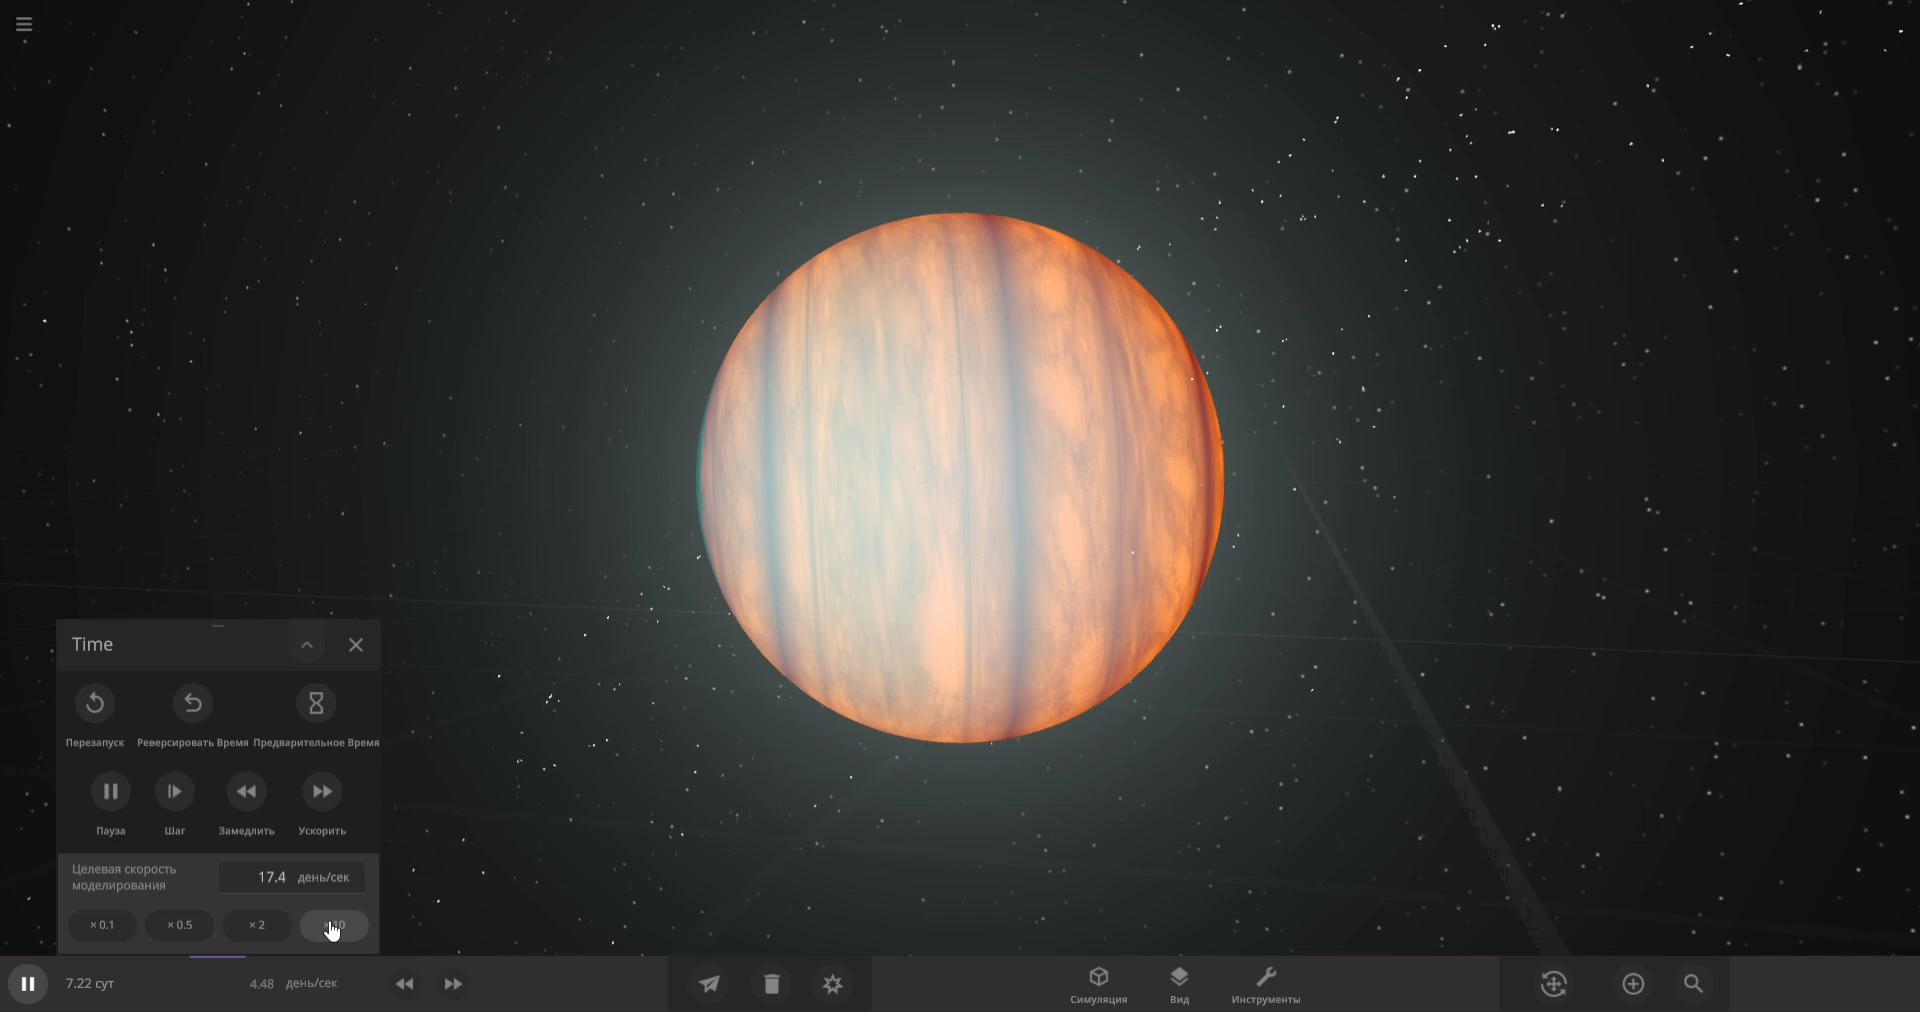 Time
Перезапуск
Реверсировать Время
Предварительное Время
Пауза
Шаг
Замедлить
Ускорить
Целевая скорость
моделирования
17.4 день/сек
× 0.1
× 0.5
× 2
7.22 сут
4.48 день/сек
Симуляция
Вид
Инструменты